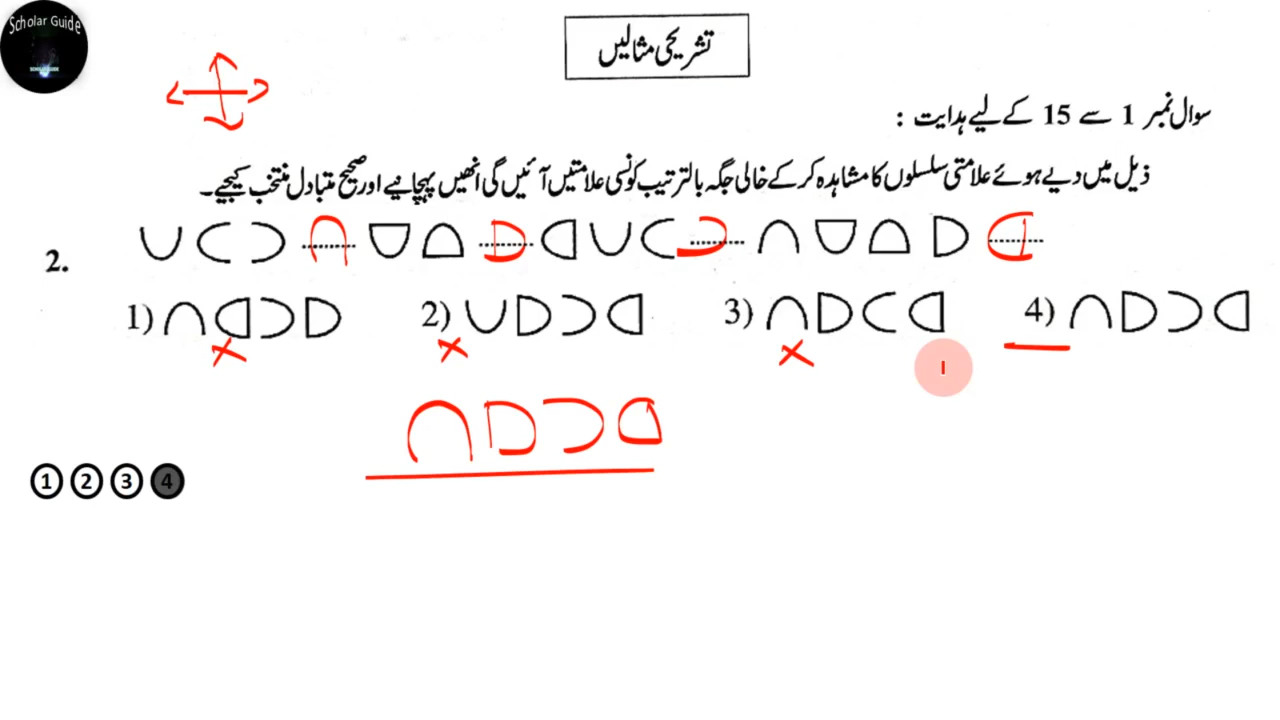 Scholar Guide
SCHOLAR GUIDE
تشریحی مثالیں
سوال نمبر 1 سے 15 کے لیے ہدایت :
ذیل میں دیے ہوئے علامتی سلسلوں کا مشاہدہ کر کے خالی جگہ بالترتیب کونسی علامتیں آئیں گی انھیں پہچانیے اور صحیح متبادل منتخب کیجیے۔
2.
1) 2) 3) 4)
1 2 3 4